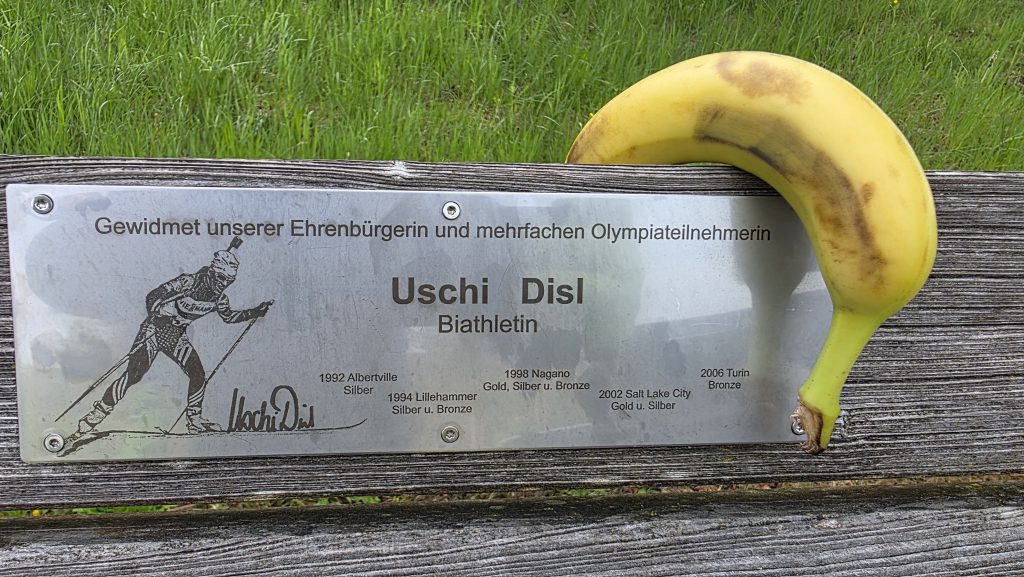 Gewidmet unserer Ehrenbürgerin und mehrfachen Olympiateilnehmerin
Uschi Disl
Biathletin
1992 Albertville
Silber
1994 Lillehammer
Silber u. Bronze
1998 Nagano
Gold, Silber u. Bronze
2002 Salt Lake City
Gold u. Silber
2006 Turin
Bronze
Uschi Disl